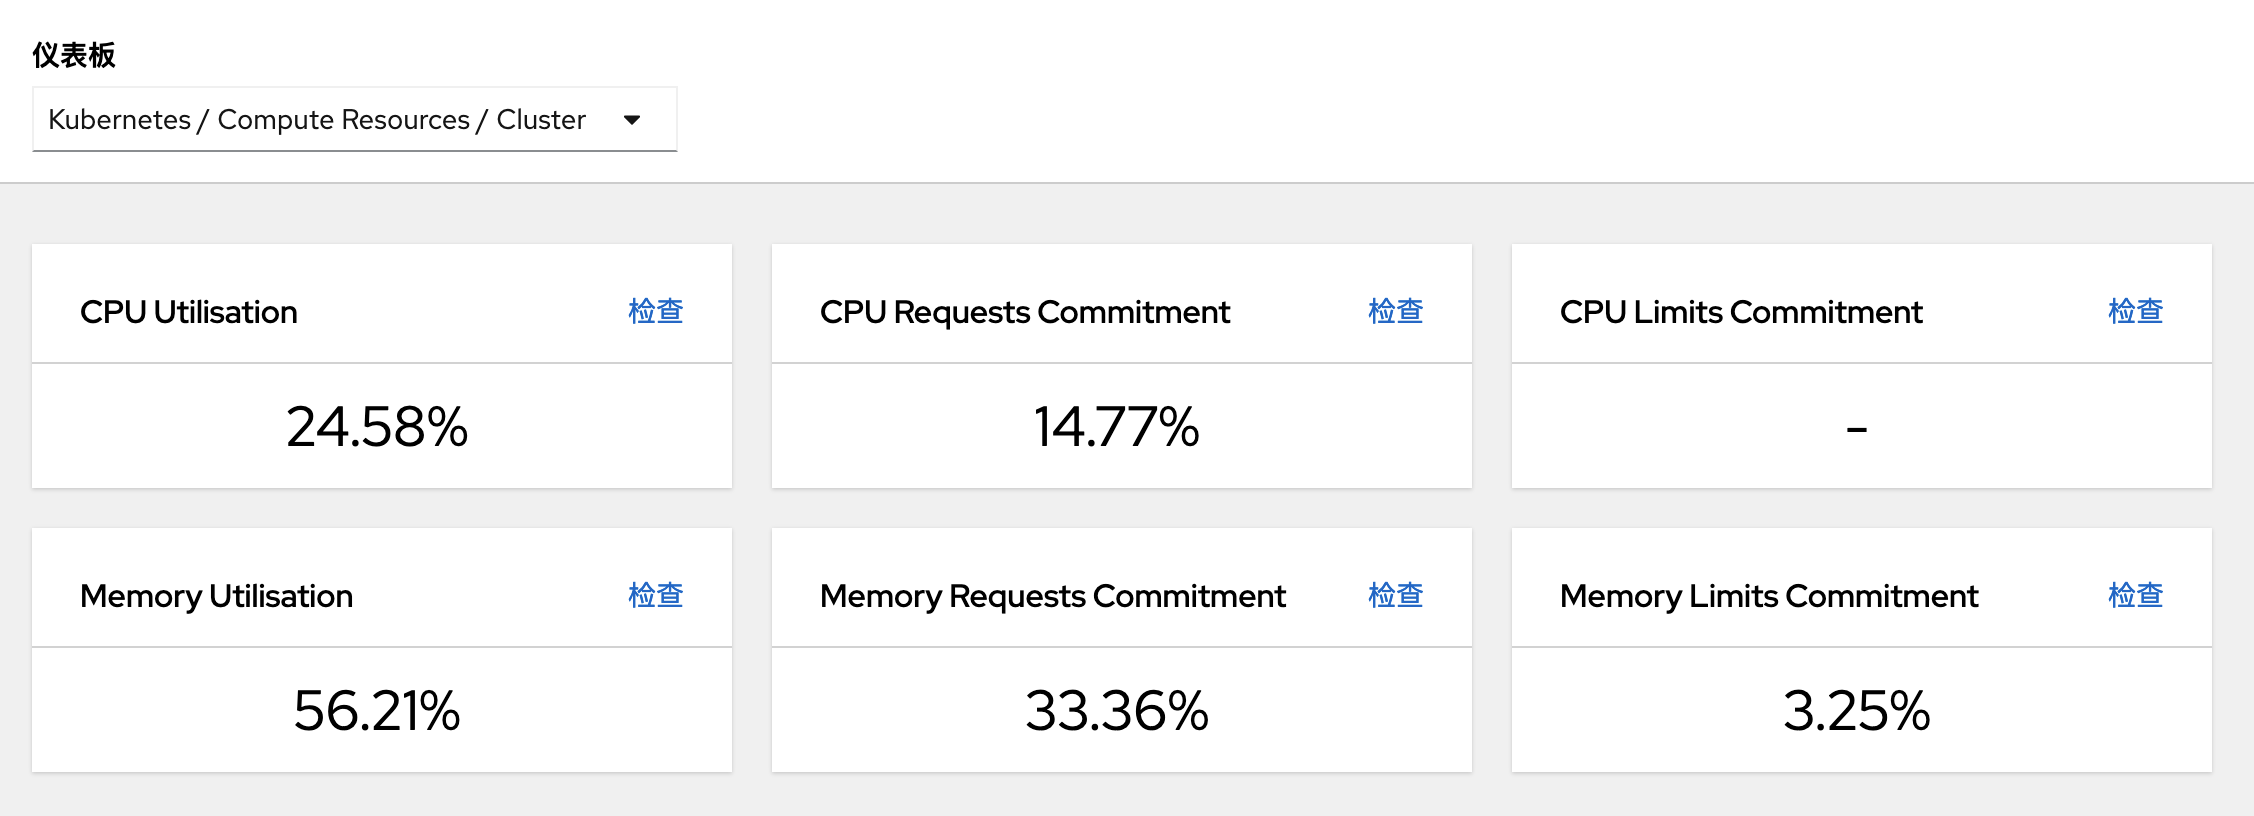 仪表板
Kubernetes / Compute Resources / Cluster
CPU Utilisation 检查
24.58%
CPU Requests Commitment 检查
14.77%
CPU Limits Commitment 检查
-
Memory Utilisation 检查
56.21%
Memory Requests Commitment 检查
33.36%
Memory Limits Commitment 检查
3.25%